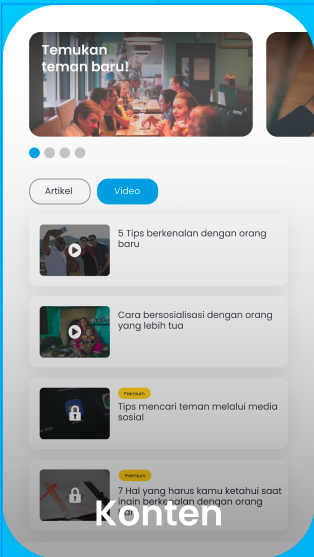 Temukan
teman baru!
Artikel
Video
5 Tips berkenalan dengan orang
baru
Cara bersosialisasi dengan orang
yang lebih tua
Premium
Tips mencari teman melalui media
sosial
Premium
7 Hal yang harus kamu ketahui saat
ingin berkenalan dengan orang
Konten